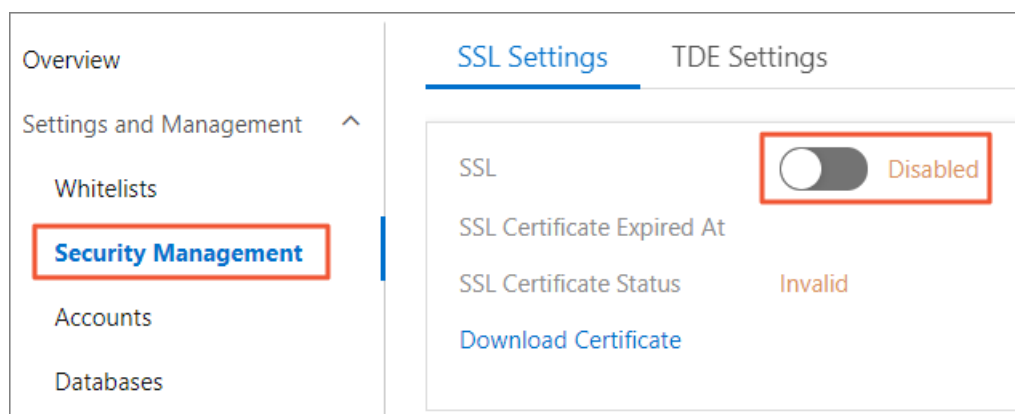 Overview
Settings and Management
Whitelists
Security Management
Accounts
Databases
SSL Settings
TDE Settings
SSL
Disabled
SSL Certificate Expired At
SSL Certificate Status
Invalid
Download Certificate